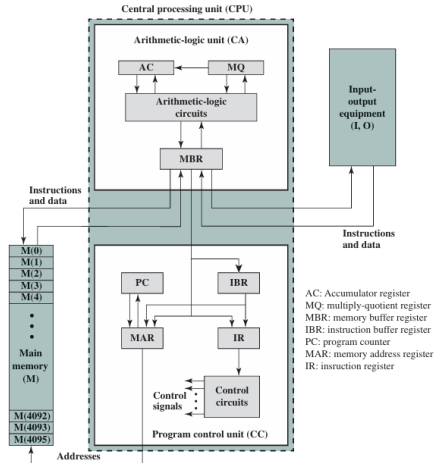 Central processing unit (CPU)
Arithmetic-logic unit (CA)
AC
MQ
Arithmetic-logic
circuits
MBR
Input-
output
equipment
(I, O)
Instructions
and data
Instructions
and data
M(0)
M(1)
M(2)
M(3)
M(4)
Main
memory
(M)
M(4092)
M(4093)
M(4095)
PC
IBR
MAR
IR
Control
signals
Control
circuits
Program control unit (CC)
Addresses
AC: Accumulator register
MQ: multiply-quotient register
MBR: memory buffer register
IBR: instruction buffer register
PC: program counter
MAR: memory address register
IR: insruction register